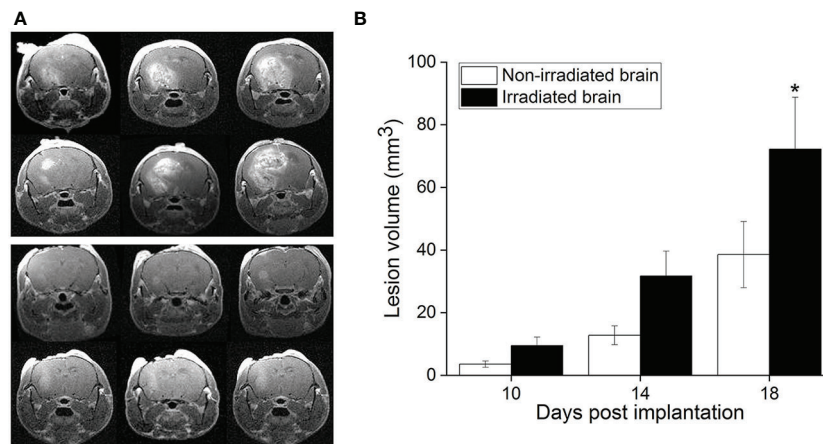 A
B
100
80
60
40
20
0
Lesion volume (mm³)
Non-irradiated brain
Irradiated brain
*
10 14 18
Days post implantation